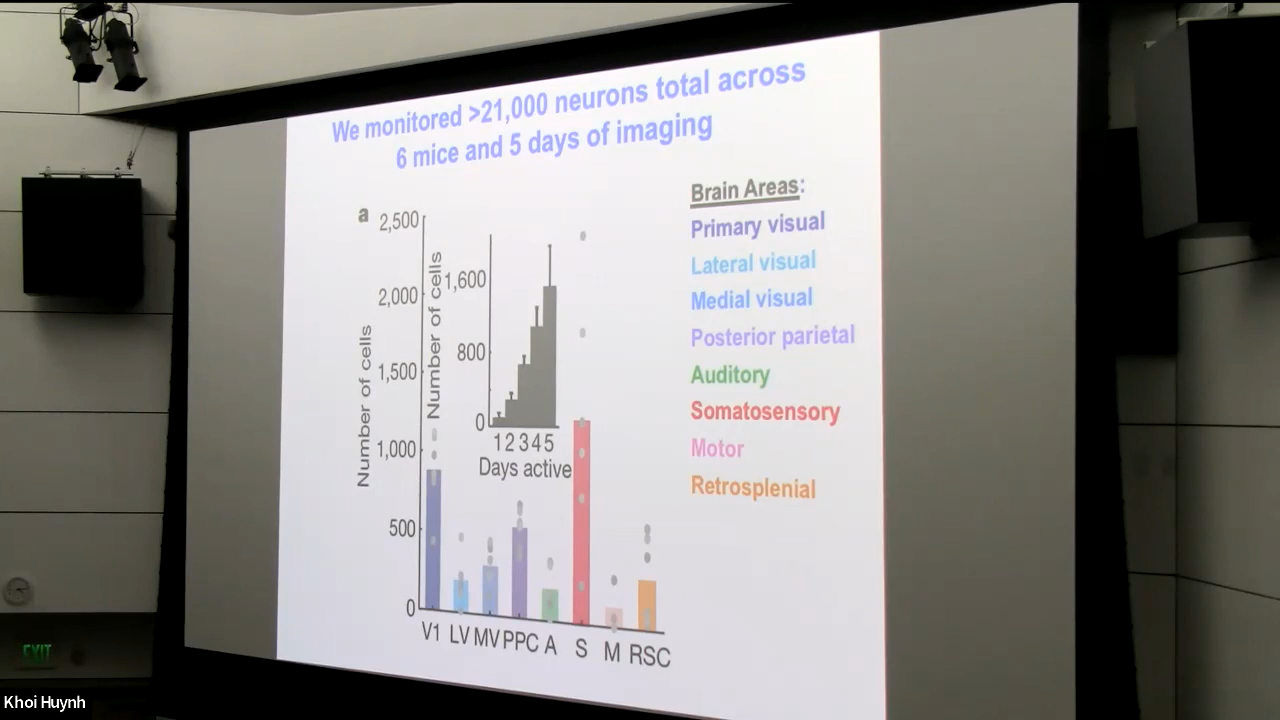 We monitored >21,000 neurons total across
6 mice and 5 days of imaging
Brain Areas:
Primary visual
Lateral visual
Medial visual
Posterior parietal
Auditory
Somatosensory
Motor
Retrosplenial
a
Number of cells
2,500
2,000
1,500
1,000
500
0
Number of cells
1,600
800
0
1 2 3 4 5
Days active
V1 LV MV PPC A S M RSC
EXIT
Khoi Huynh